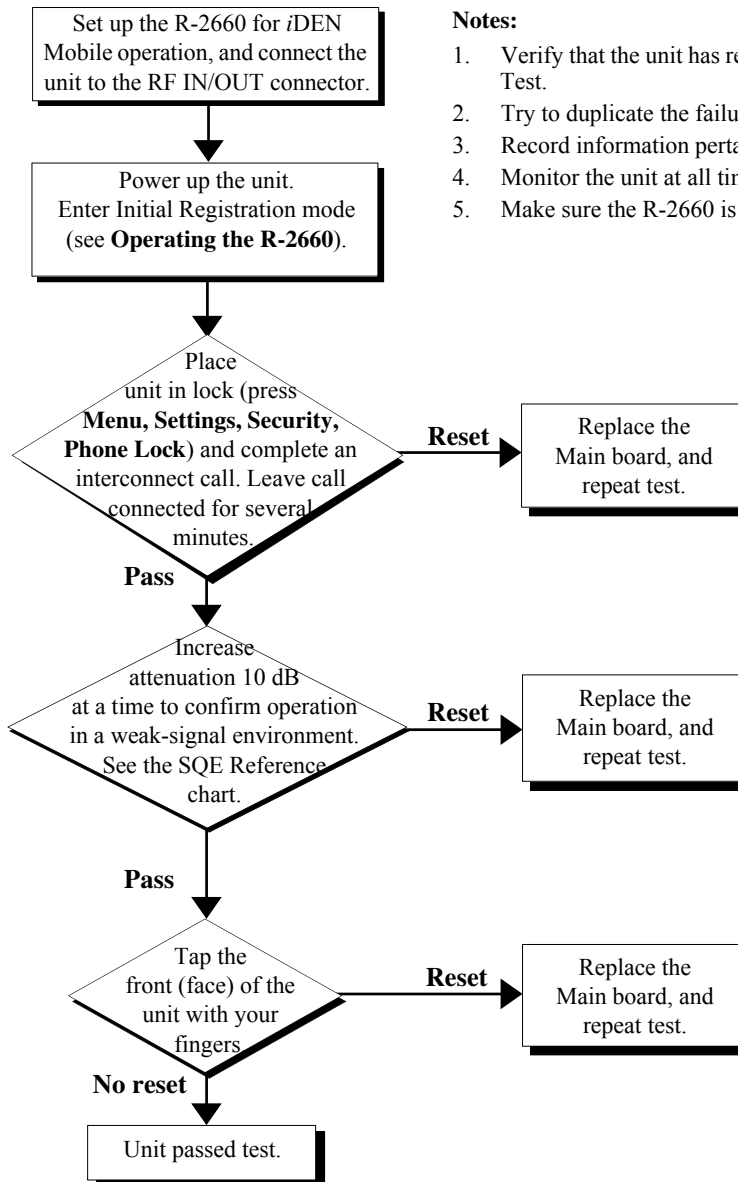 Set up the R-2660 for iDEN
Mobile operation, and connect the
unit to the RF IN/OUT connector.
Notes:
1. Verify that the unit has re
Test.
2. Try to duplicate the failu
3. Record information perta
4. Monitor the unit at all
5. Make sure the R-2660 is
Power up the unit.
Enter Initial Registration mode
(see Operating the R-2660).
Place
unit in lock (press
Menu, Settings, Security,
Phone Lock) and complete an
interconnect call. Leave call
connected for several
minutes.
Reset
Replace the
Main board, and
repeat test.
Pass
Increase
attenuation 10 dB
at a time to confirm operation
in a weak-signal environment.
See the SQE Reference
chart.
Reset
Replace the
Main board, and
repeat test.
Pass
Tap the
front (face) of the
unit with your
fingers
Reset
Replace the
Main board, and
repeat test.
No reset
Unit passed test.